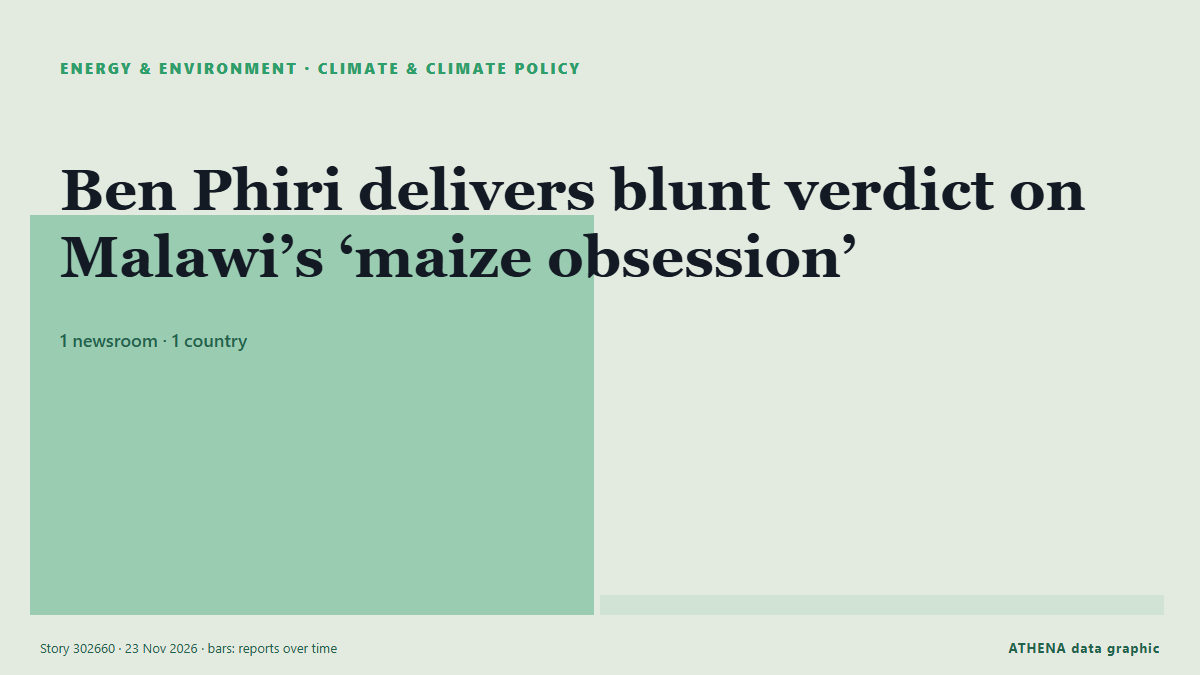 ENERGY & ENVIRONMENT · CLIMATE & CLIMATE POLICY
Ben Phiri delivers blunt verdict on
Malawi’s ‘maize obsession’
1 newsroom · 1 country
Story 302660 · 23 Nov 2026 · bars: reports over time
ATHENA data graphic